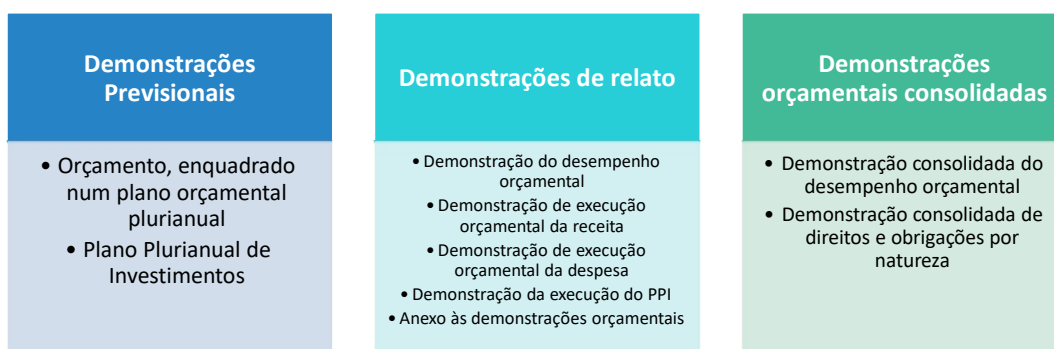 Demonstrações
Previsionais
• Orçamento, enquadrado
num plano orçamental
plurianual
• Plano Plurianual de
Investimentos
Demonstrações de relato
• Demonstração do desempenho
orçamental
• Demonstração de execução
orçamental da receita
• Demonstração de execução
orçamental da despesa
• Demonstração da execução do PPI
• Anexo às demonstrações orçamentais
Demonstrações
orçamentais consolidadas
• Demonstração consolidada do
desempenho orçamental
• Demonstração consolidada de
direitos e obrigações por
natureza